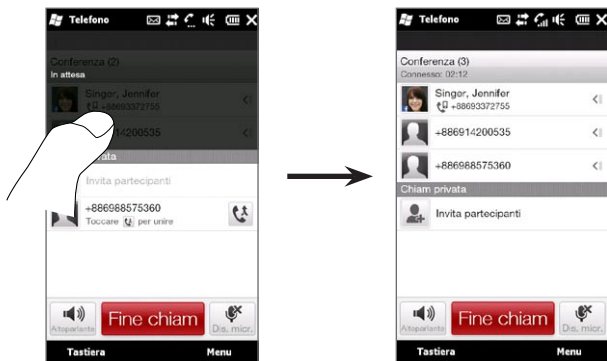 Telefono
Conferenza (2)
In attesa
Singer, Jennifer
+88693372755
14200535
vata
Invita partecipanti
+886988575360
Toccare per unire
Altoparlante
Fine chiam
Dis. micr.
Tastiera
Menu
Telefono
Conferenza (3)
Connesso: 02:12
Singer, Jennifer
+88693372755
+886914200535
+886988575360
Chiam privata
Invita partecipanti
Altoparlante
Fine chiam
Dis. micr.
Tastiera
Menu